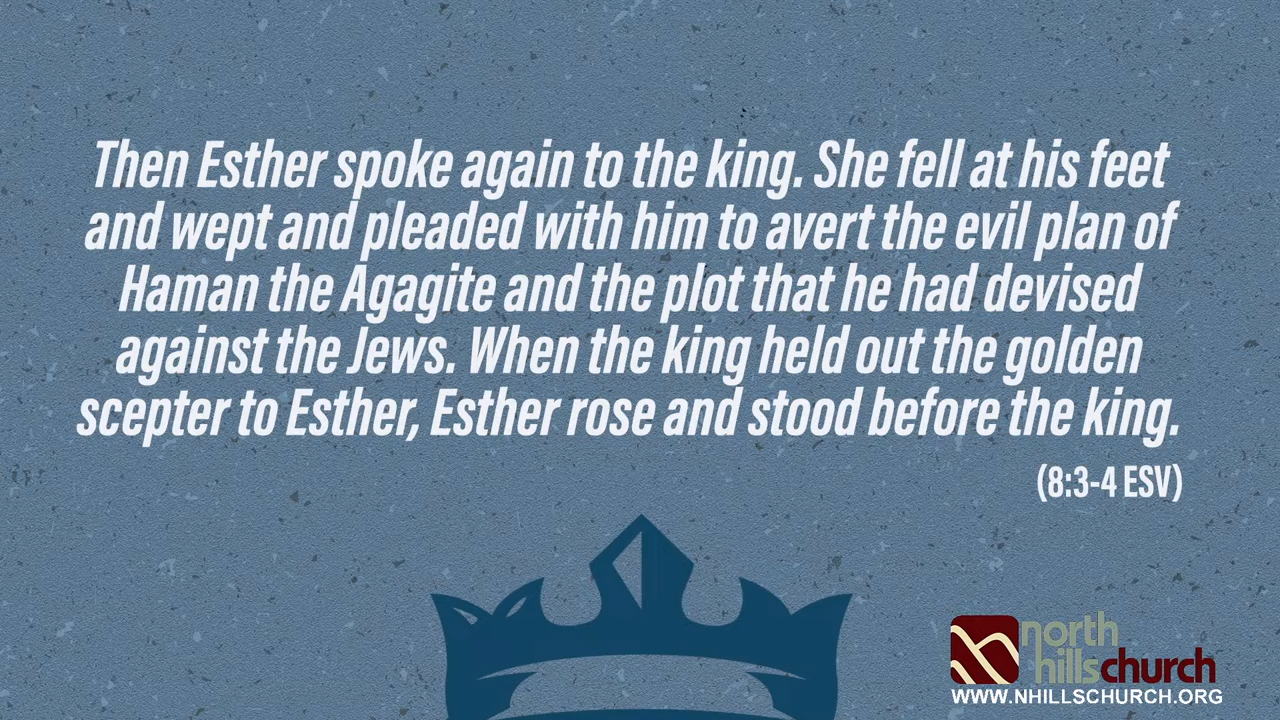 Then Esther spoke again to the king. She fell at his feet
and wept and pleaded with him to avert the evil plan of
Haman the Agagite and the plot that he had devised
against the Jews. When the king held out the golden
scepter to Esther, Esther rose and stood before the king.
(8:3-4 ESV)
north
hillschurch
WWW.NHILLSCHURCH.ORG